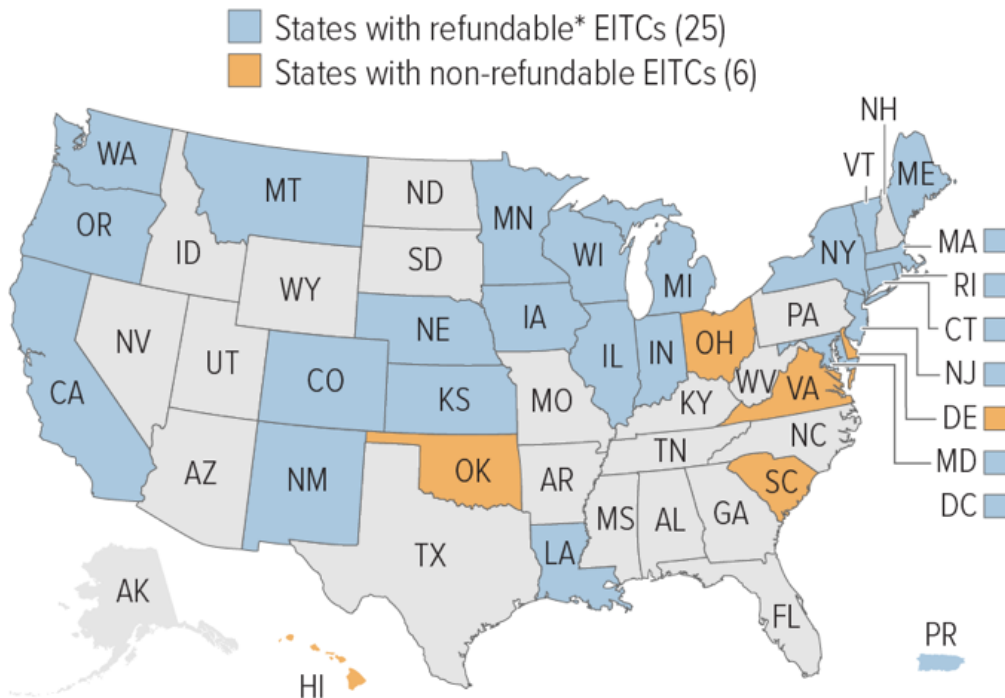 States with refundable* EITCs (25)
States with non-refundable EITCs (6)
NH
WA
VT
ME
MT
ND
MN
OR
MA
ID
SD
WI
NY
RI
WY
MI
CT
PA
NE
IA
NV
OH
NJ
UT
IL
IN
CA
CO
WV
VA
DE
KS
MO
KY
NC
MD
TN
AZ
NM
OK
AR
SC
DC
MS
AL
GA
TX
LA
AK
FL
PR
HI